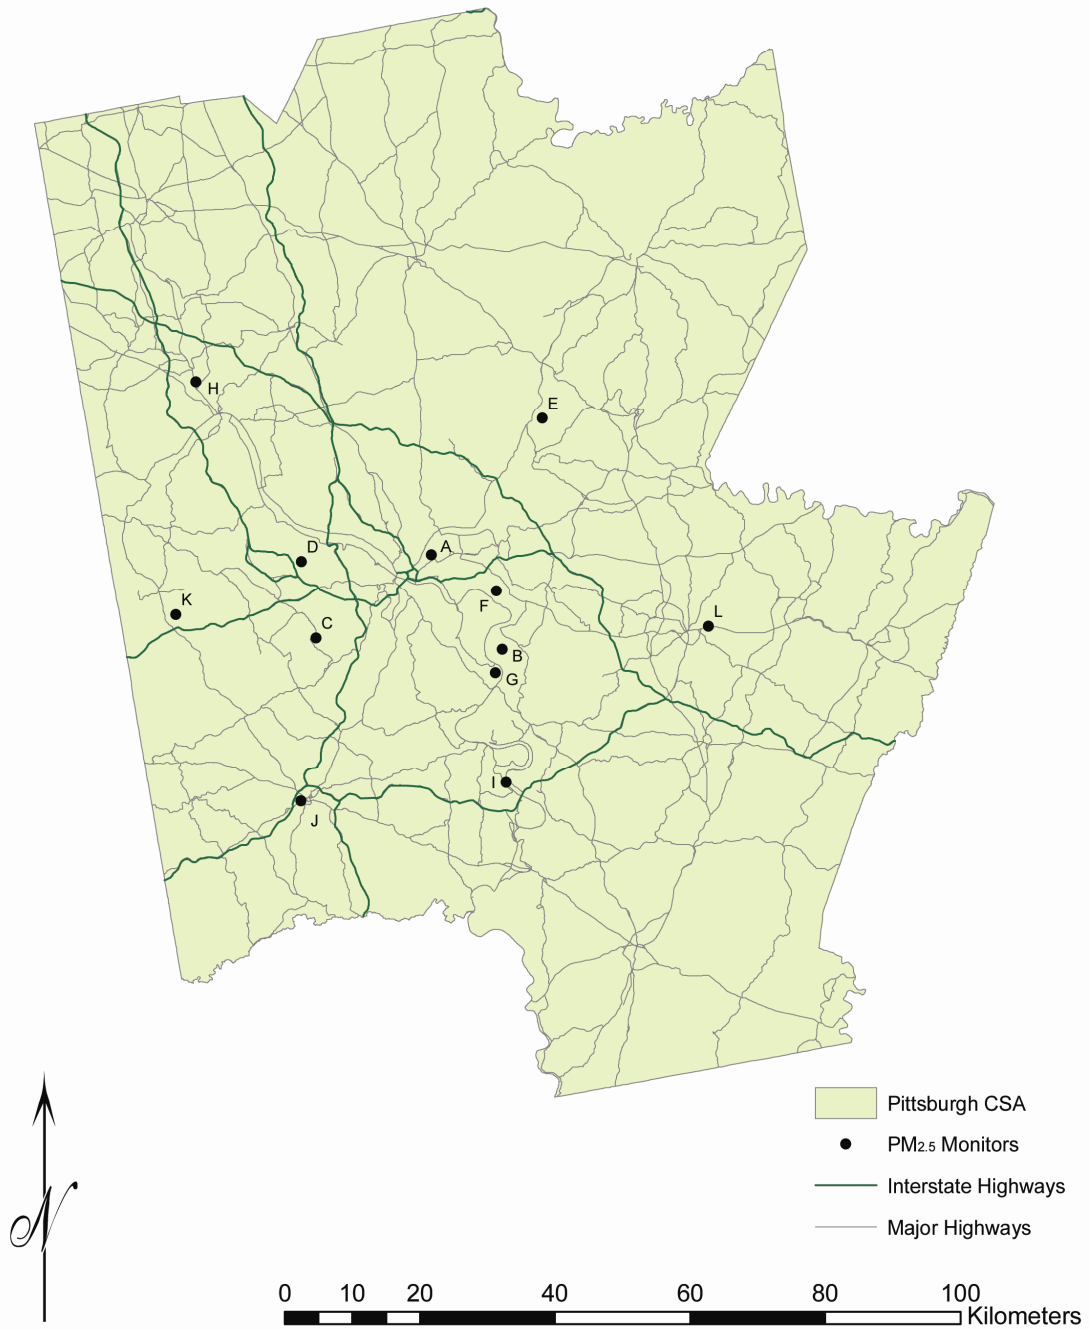 H
E
A
D
F
K
L
C
B
G
I
J
Pittsburgh CSA
PM2.5 Monitors
Interstate Highways
Major Highways
N
0 10 20 40 60 80 100
Kilometers